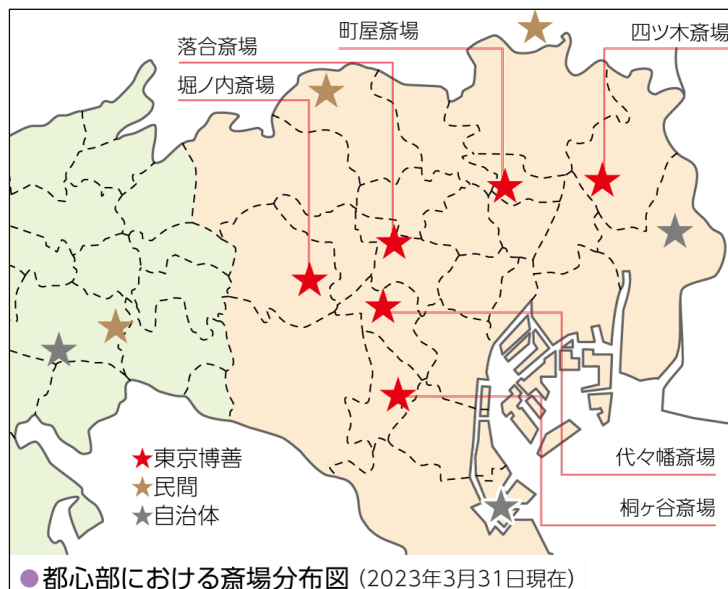 町屋斎場
四ツ木斎場
落合斎場
堀ノ内斎場
代々幡斎場
桐ヶ谷斎場
★東京博善
★民間
★自治体
●都心部における斎場分布図 (2023年3月31日現在)